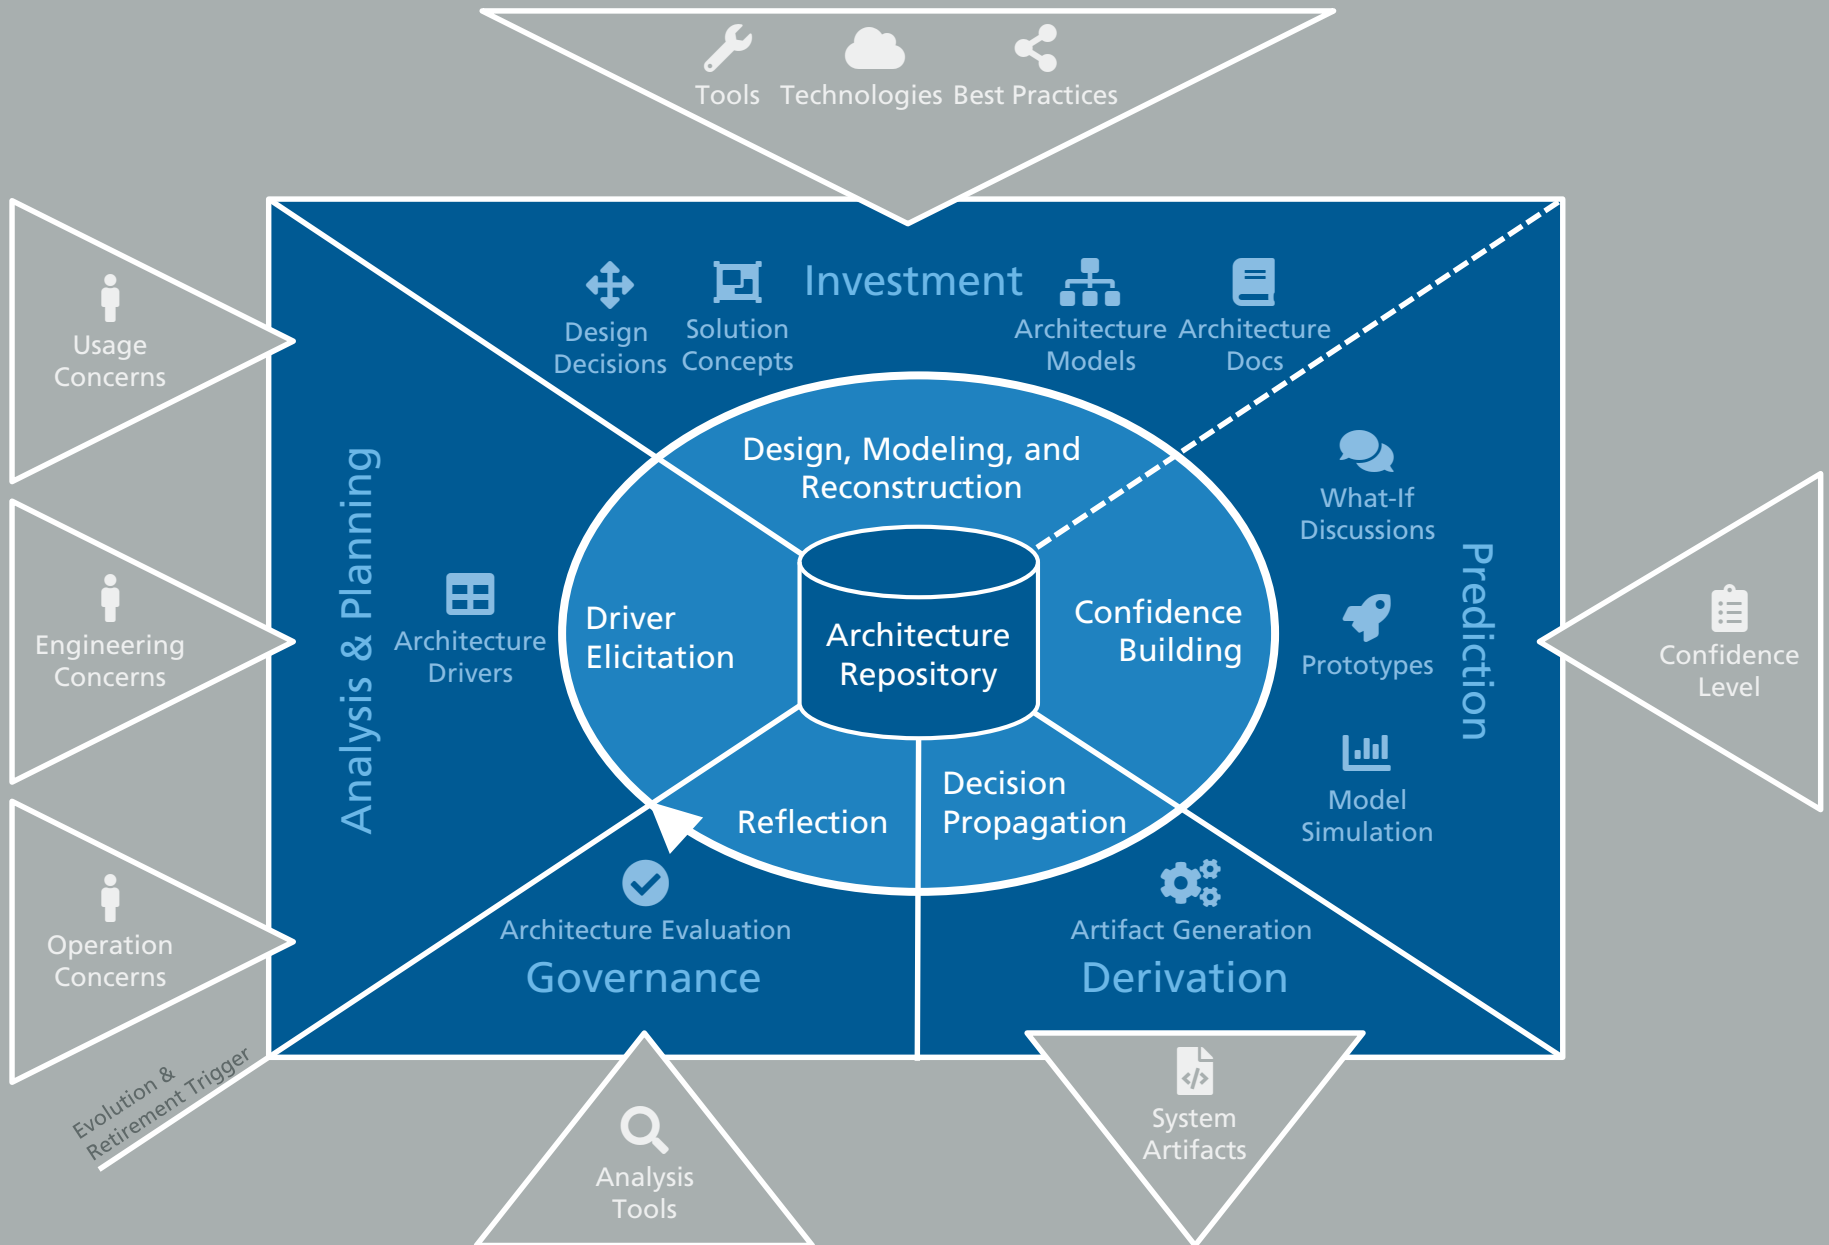 Tools
Technologies
Best Practices
Usage
Concerns
Engineering
Concerns
Operation
Concerns
Evolution &
Retirement Trigger
Analysis & Planning
Architecture
Drivers
Investment
Design
Decisions
Solution
Concepts
Architecture
Models
Architecture
Docs
Design, Modeling, and
Reconstruction
Driver
Elicitation
Architecture
Repository
Confidence
Building
Reflection
Decision
Propagation
What-If
Discussions
Prototypes
Model
Simulation
Prediction
Confidence
Level
Architecture Evaluation
Governance
Artifact Generation
Derivation
Analysis
Tools
System
Artifacts